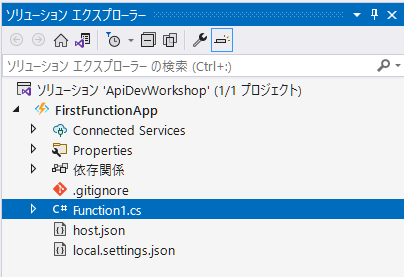 ソリューション エクスプローラー
ソリューション エクスプローラー の検索 (Ctrl+:)
ソリューション 'ApiDevWorkshop' (1/1 プロジェクト)
FirstFunctionApp
Connected Services
Properties
依存関係
.gitignore
C# Function1.cs
host.json
local.settings.json